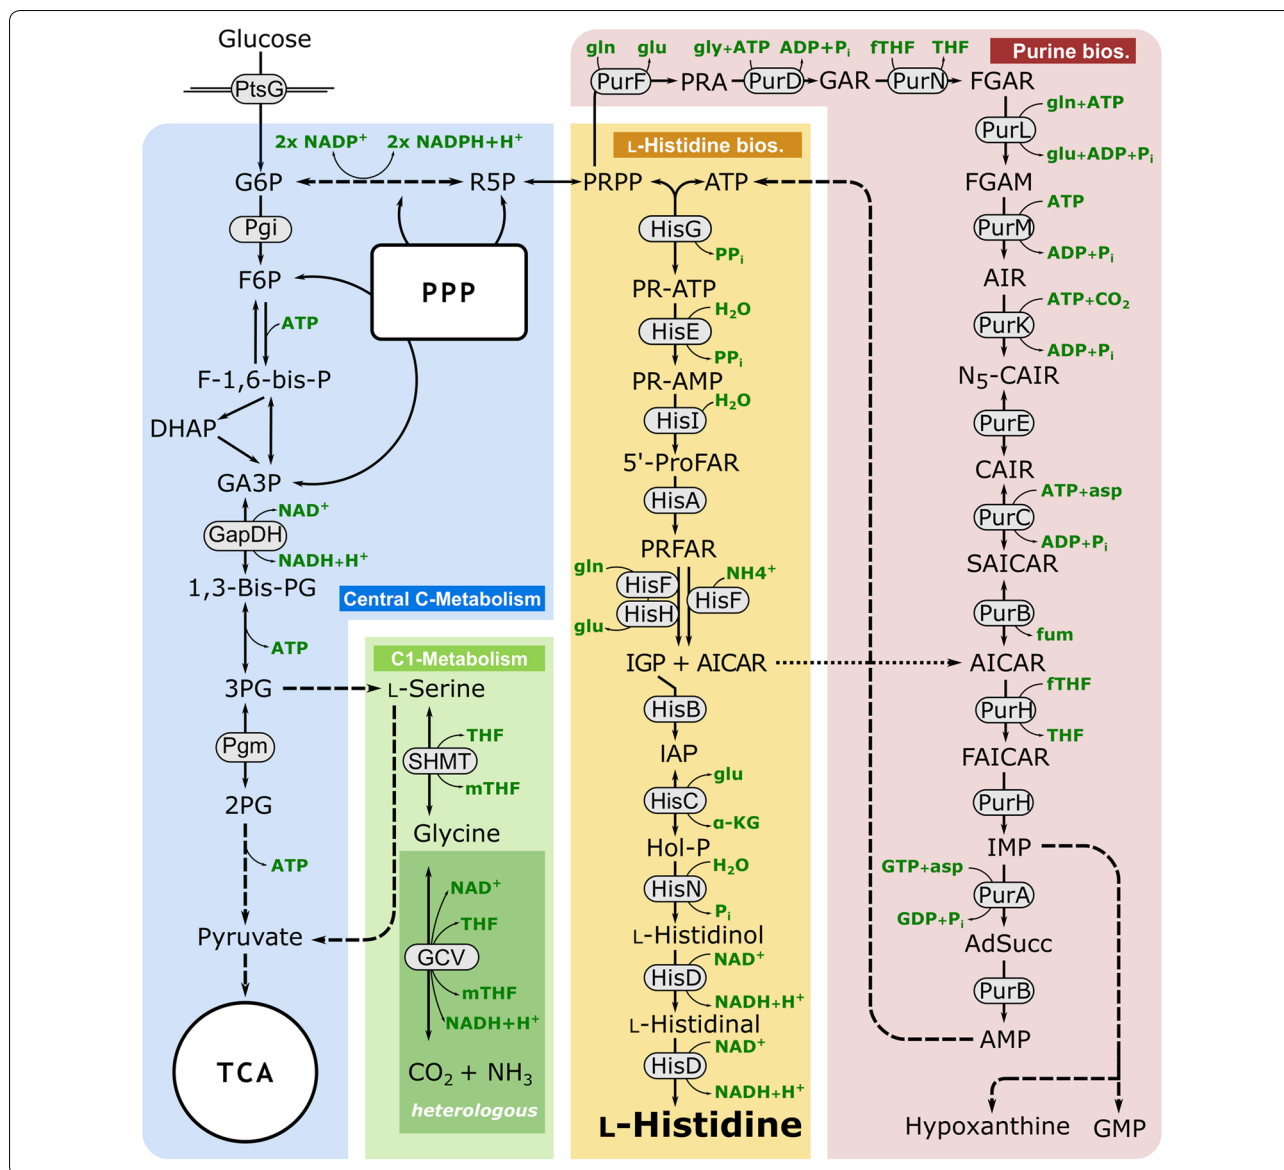 Glucose
PtsG
2x NADP⁺ 2x NADPH+H⁺
G6P R5P
Pgi
F6P
PPP
ATP
F-1,6-bis-P
DHAP
GA3P
NAD⁺
GapDH
NADH+H⁺
1,3-Bis-PG
Central C-Metabolism
ATP
3PG
Pgm
2PG
ATP
Pyruvate
TCA
C1-Metabolism
L-Serine
THF
SHMT
mTHF
Glycine
NAD⁺
THF
GCV
mTHF
NADH+H⁺
CO₂ + NH₃
heterologous
L-Histidine bios.
PRPP ATP
HisG
PPᵢ
PR-ATP
H₂O
HisE
PPᵢ
PR-AMP
H₂O
HisI
5'-ProFAR
HisA
PRFAR
gln NH4⁺
HisF
HisF
HisH
glu
IGP + AICAR
HisB
IAP
glu
HisC
α-KG
Hol-P
H₂O
HisN
Pᵢ
L-Histidinol
NAD⁺
HisD
NADH+H⁺
L-Histidinal
NAD⁺
HisD
NADH+H⁺
L-Histidine
Purine bios.
gln glu gly+ATP ADP+Pᵢ fTHF THF
PurF PRA PurD GAR PurN FGAR
gln+ATP
PurL
glu+ADP+Pᵢ
FGAM
ATP
PurM
ADP+Pᵢ
AIR
ATP+CO₂
PurK
ADP+Pᵢ
N₅-CAIR
PurE
CAIR
ATP+asp
PurC
ADP+Pᵢ
SAICAR
PurB
fum
AICAR
fTHF
PurH
THF
FAICAR
PurH
IMP
GTP+asp
PurA
GDP+Pᵢ
AdSucc
PurB
AMP
Hypoxanthine GMP